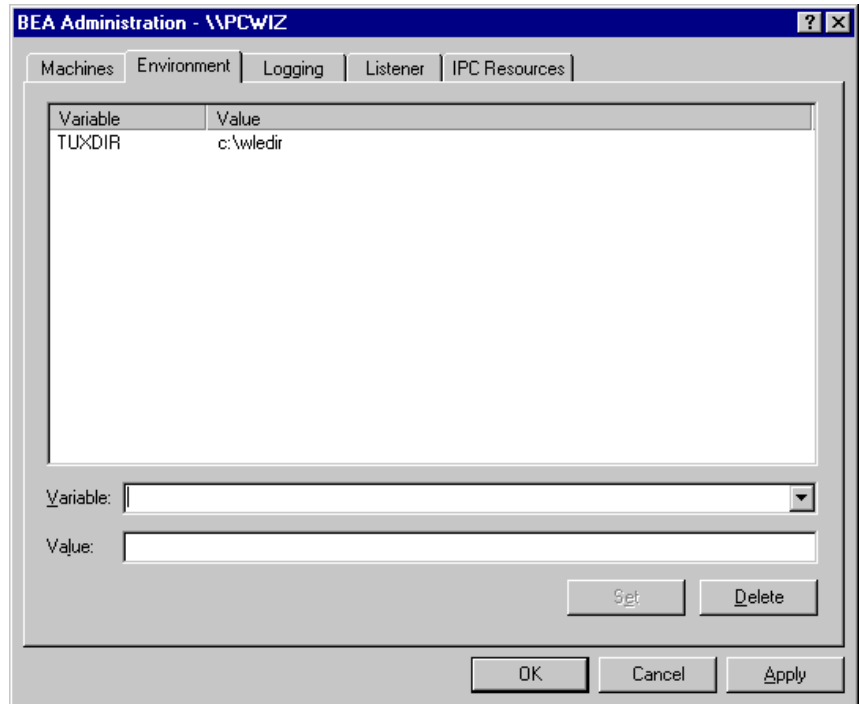 BEA Administration - \\PCWIZ
Machines Environment Logging Listener IPC Resources
Variable Value
TUXDIR c:\wledir
Variable:
Value:
Set Delete
OK Cancel Apply